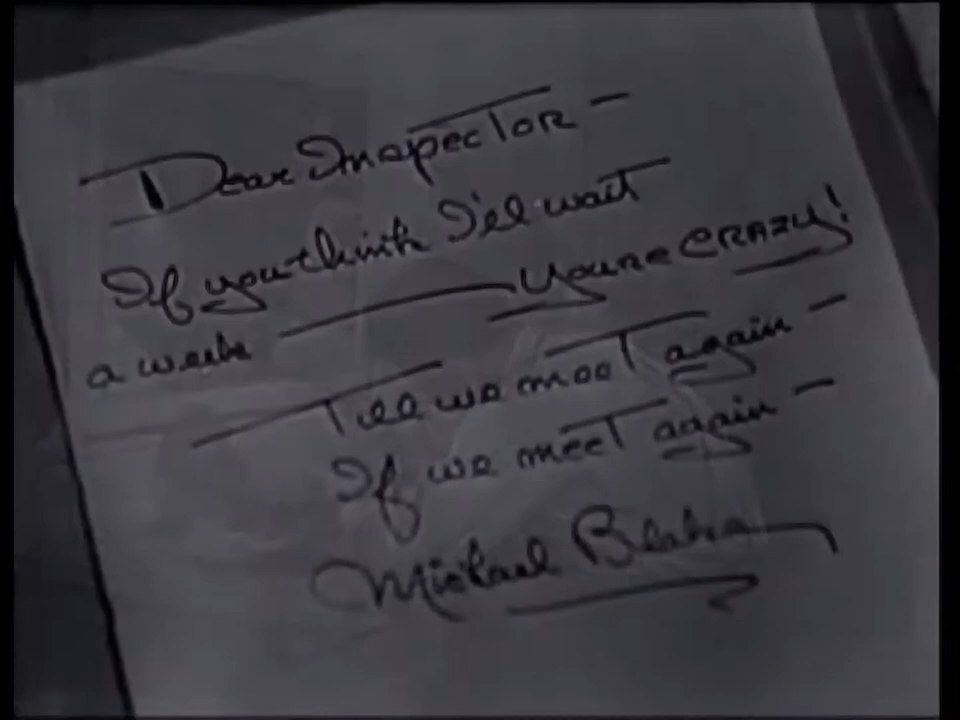 Dear Inspector —
If you think I'll wait
a week — you're CRAZY!
Till we meet again —
If we meet again —
Michael